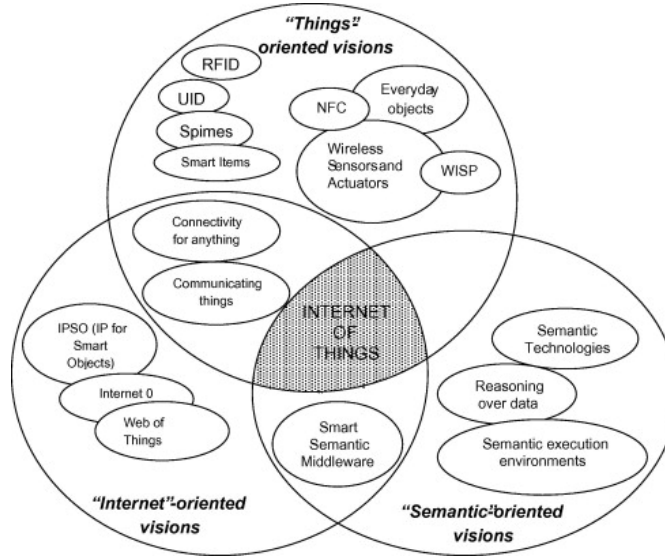 "Things"-
oriented visions
RFID
UID
Spimes
Smart Items
NFC
Everyday
objects
Wireless
Sensors and
Actuators
WISP
Connectivity
for anything
Communicating
things
INTERNET
OF
THINGS
IPSO (IP for
Smart
Objects)
Internet 0
Web of
Things
Semantic
Technologies
Reasoning
over data
Semantic execution
environments
Smart
Semantic
Middleware
"Internet"-oriented
visions
"Semantic"-oriented
visions